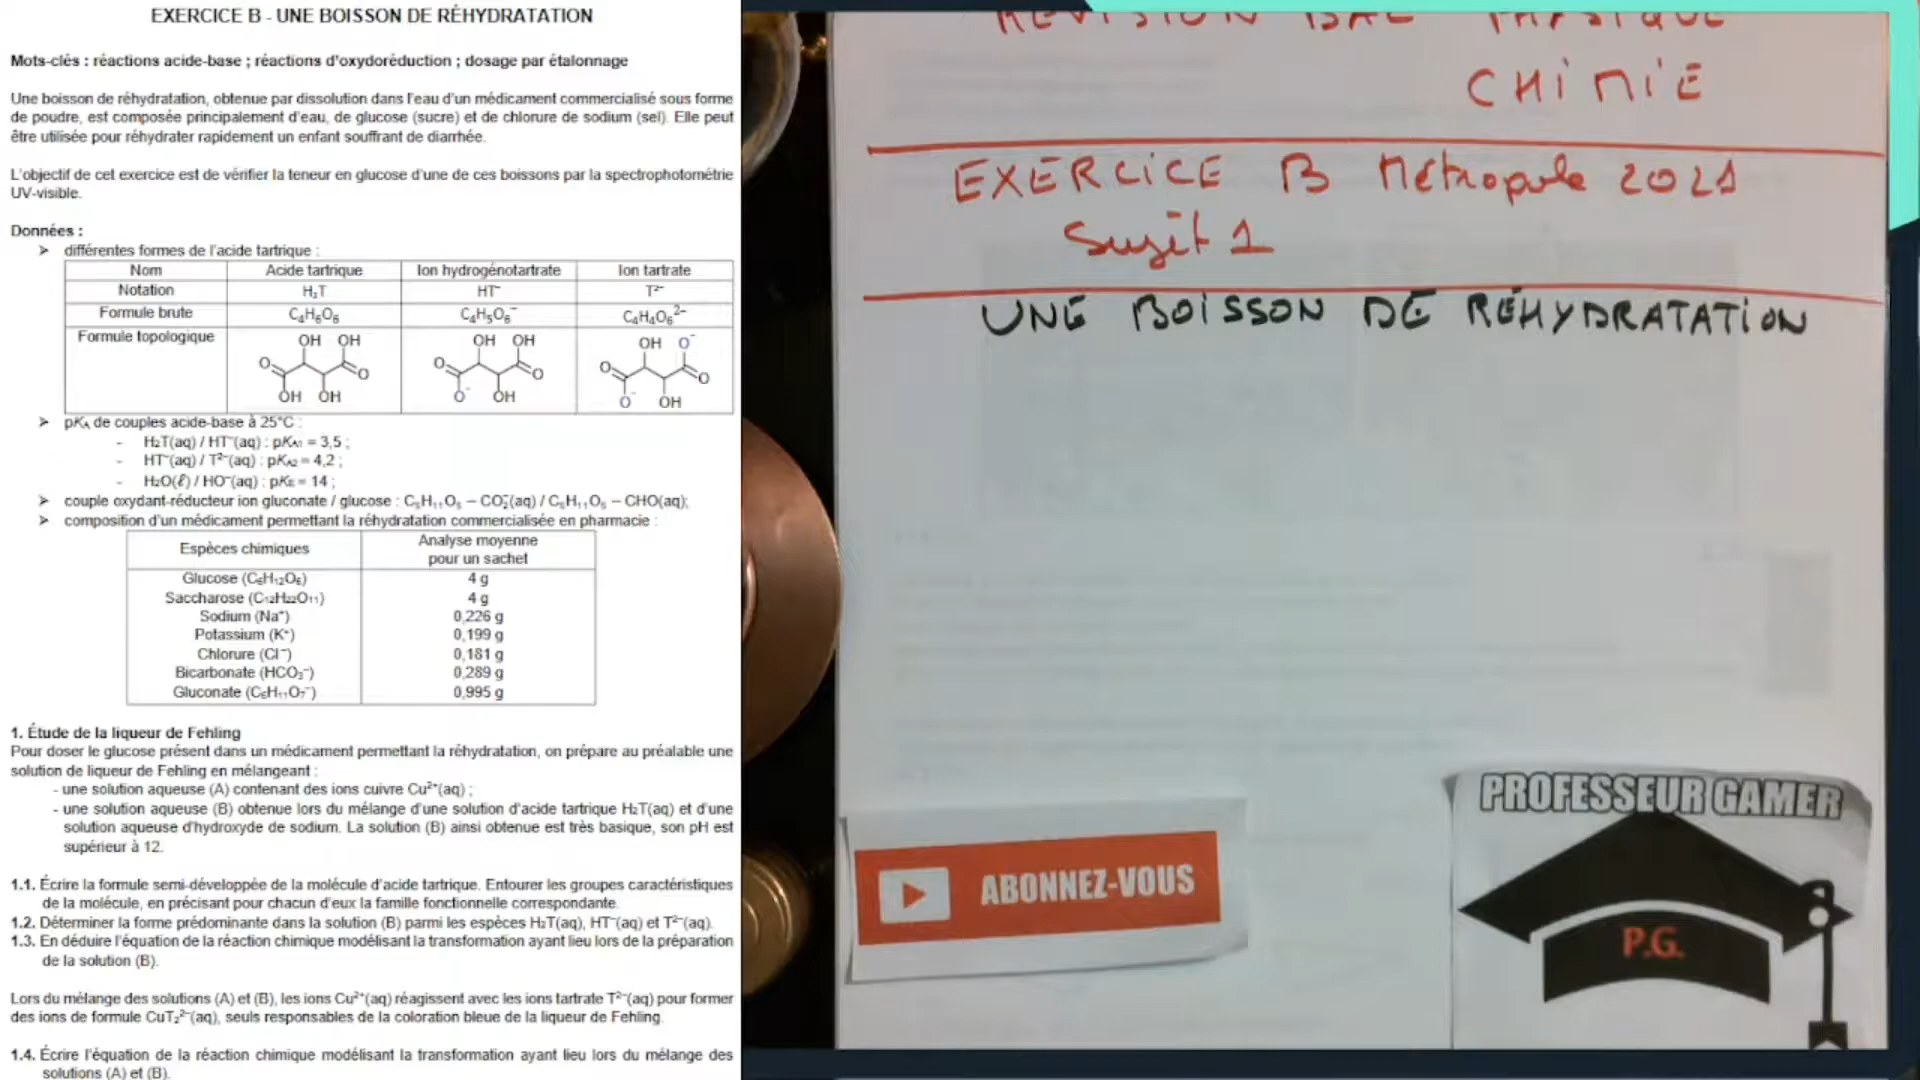 EXERCICE B - UNE BOISSON DE RÉHYDRATATION
Mots-clés : réactions acide-base ; réactions d'oxydoréduction ; dosage par étalonnage
Une boisson de réhydratation, obtenue par dissolution dans l'eau d'un médicament commercialisé sous forme
de poudre, est composée principalement d'eau, de glucose (sucre) et de chlorure de sodium (sel). Elle peut
être utilisée pour réhydrater rapidement un enfant souffrant de diarrhée.
L'objectif de cet exercice est de vérifier la teneur en glucose d'une de ces boissons par la spectrophotométrie
UV-visible.
Données :
➢ différentes formes de l'acide tartrique :
Nom Acide tartrique Ion hydrogénotartrate Ion tartrate
Notation H₂T HT⁻ T²⁻
Formule brute C₄H₆O₆ C₄H₅O₆⁻ C₄H₄O₆²⁻
Formule topologique
OH OH OH OH OH O⁻
O O O O O O
OH OH O⁻ OH O⁻ OH
➢ pKA de couples acide-base à 25°C :
- H₂T(aq) / HT⁻(aq) : pKA1 = 3,5 ;
- HT⁻(aq) / T²⁻(aq) : pKA2 = 4,2 ;
- H₂O(ℓ) / HO⁻(aq) : pKE = 14 ;
➢ couple oxydant-réducteur ion gluconate / glucose : C₅H₁₁O₅ – CO₂⁻(aq) / C₅H₁₁O₅ – CHO(aq);
➢ composition d'un médicament permettant la réhydratation commercialisée en pharmacie :
Espèces chimiques Analyse moyenne
pour un sachet
Glucose (C₆H₁₂O₆) 4 g
Saccharose (C₁₂H₂₂O₁₁) 4 g
Sodium (Na⁺) 0,226 g
Potassium (K⁺) 0,199 g
Chlorure (Cl⁻) 0,181 g
Bicarbonate (HCO₃⁻) 0,289 g
Gluconate (C₆H₁₁O₇⁻) 0,995 g
1. Étude de la liqueur de Fehling
Pour doser le glucose présent dans un médicament permettant la réhydratation, on prépare au préalable une
solution de liqueur de Fehling en mélangeant :
- une solution aqueuse (A) contenant des ions cuivre Cu²⁺(aq) ;
- une solution aqueuse (B) obtenue lors du mélange d'une solution d'acide tartrique H₂T(aq) et d'une
solution aqueuse d'hydroxyde de sodium. La solution (B) ainsi obtenue est très basique, son pH est
supérieur à 12.
1.1. Écrire la formule semi-développée de la molécule d'acide tartrique. Entourer les groupes caractéristiques
de la molécule, en précisant pour chacun d'eux la famille fonctionnelle correspondante.
1.2. Déterminer la forme prédominante dans la solution (B) parmi les espèces H₂T(aq), HT⁻(aq) et T²⁻(aq).
1.3. En déduire l'équation de la réaction chimique modélisant la transformation ayant lieu lors de la préparation
de la solution (B).
Lors du mélange des solutions (A) et (B), les ions Cu²⁺(aq) réagissent avec les ions tartrate T²⁻(aq) pour former
des ions de formule CuT₂²⁻(aq), seuls responsables de la coloration bleue de la liqueur de Fehling.
1.4. Écrire l'équation de la réaction chimique modélisant la transformation ayant lieu lors du mélange des
solutions (A) et (B).
REVISION BAC PHYSIQUE
CHIMIE
EXERCICE B Métropole 2021
Sujet 1
UNE BOISSON DE RÉHYDRATATION
ABONNEZ-VOUS
PROFESSEUR GAMER
P.G.